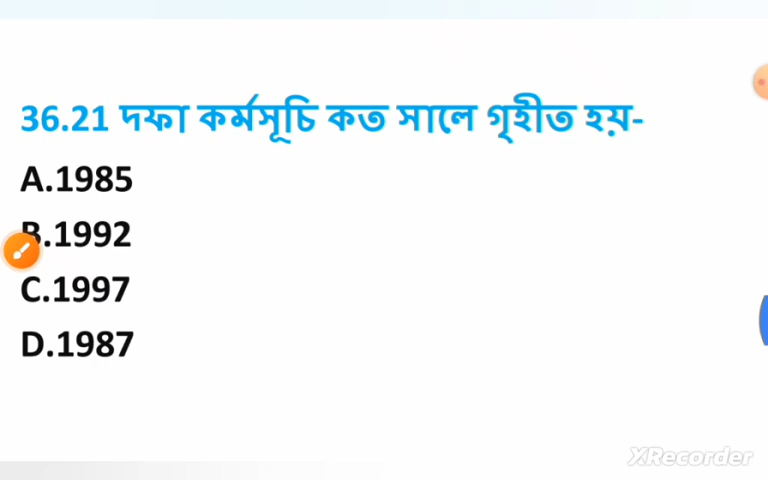 36.21 দফা কর্মসূচি কত সালে গৃহীত হয়-
A.1985
B.1992
C.1997
D.1987
XRecorder